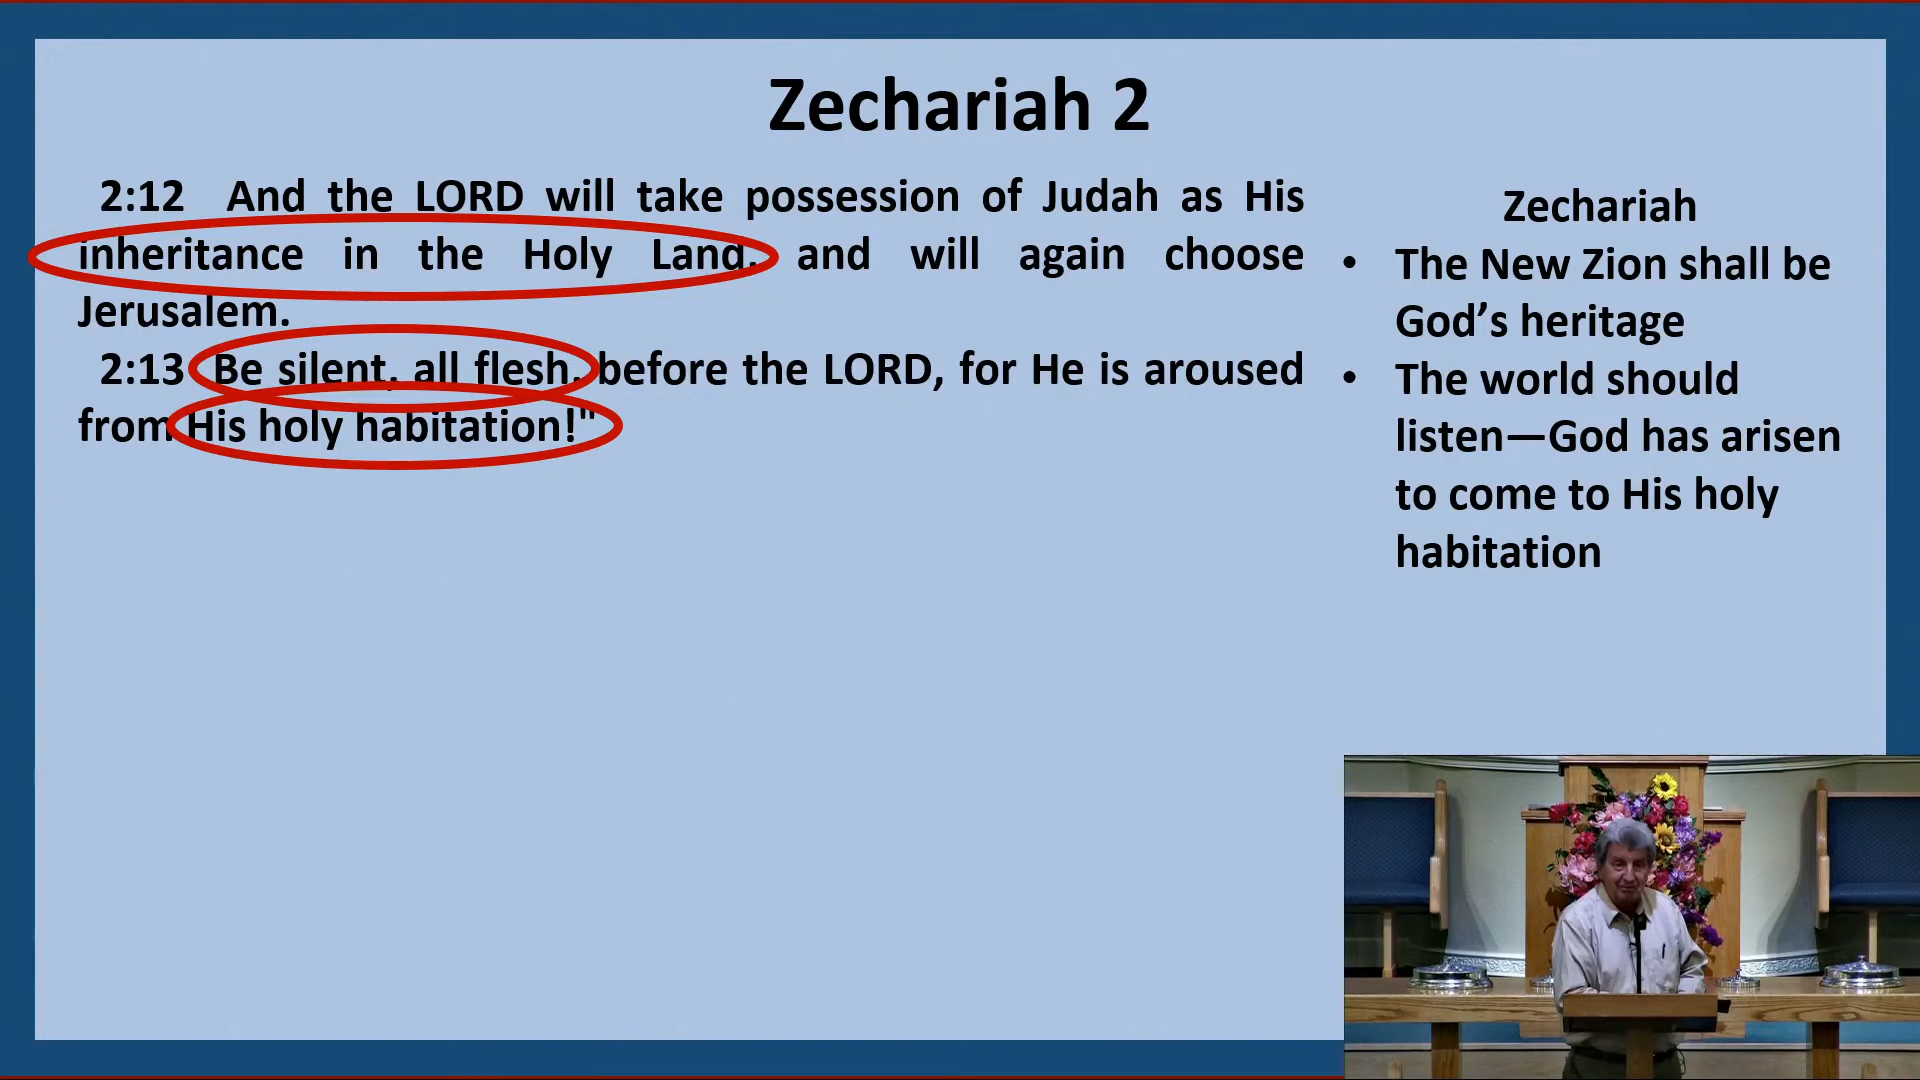 Zechariah 2
2:12 And the LORD will take possession of Judah as His
inheritance in the Holy Land, and will again choose
Jerusalem.
2:13 Be silent, all flesh, before the LORD, for He is aroused
from His holy habitation!"
Zechariah
• The New Zion shall be
God’s heritage
• The world should
listen—God has arisen
to come to His holy
habitation